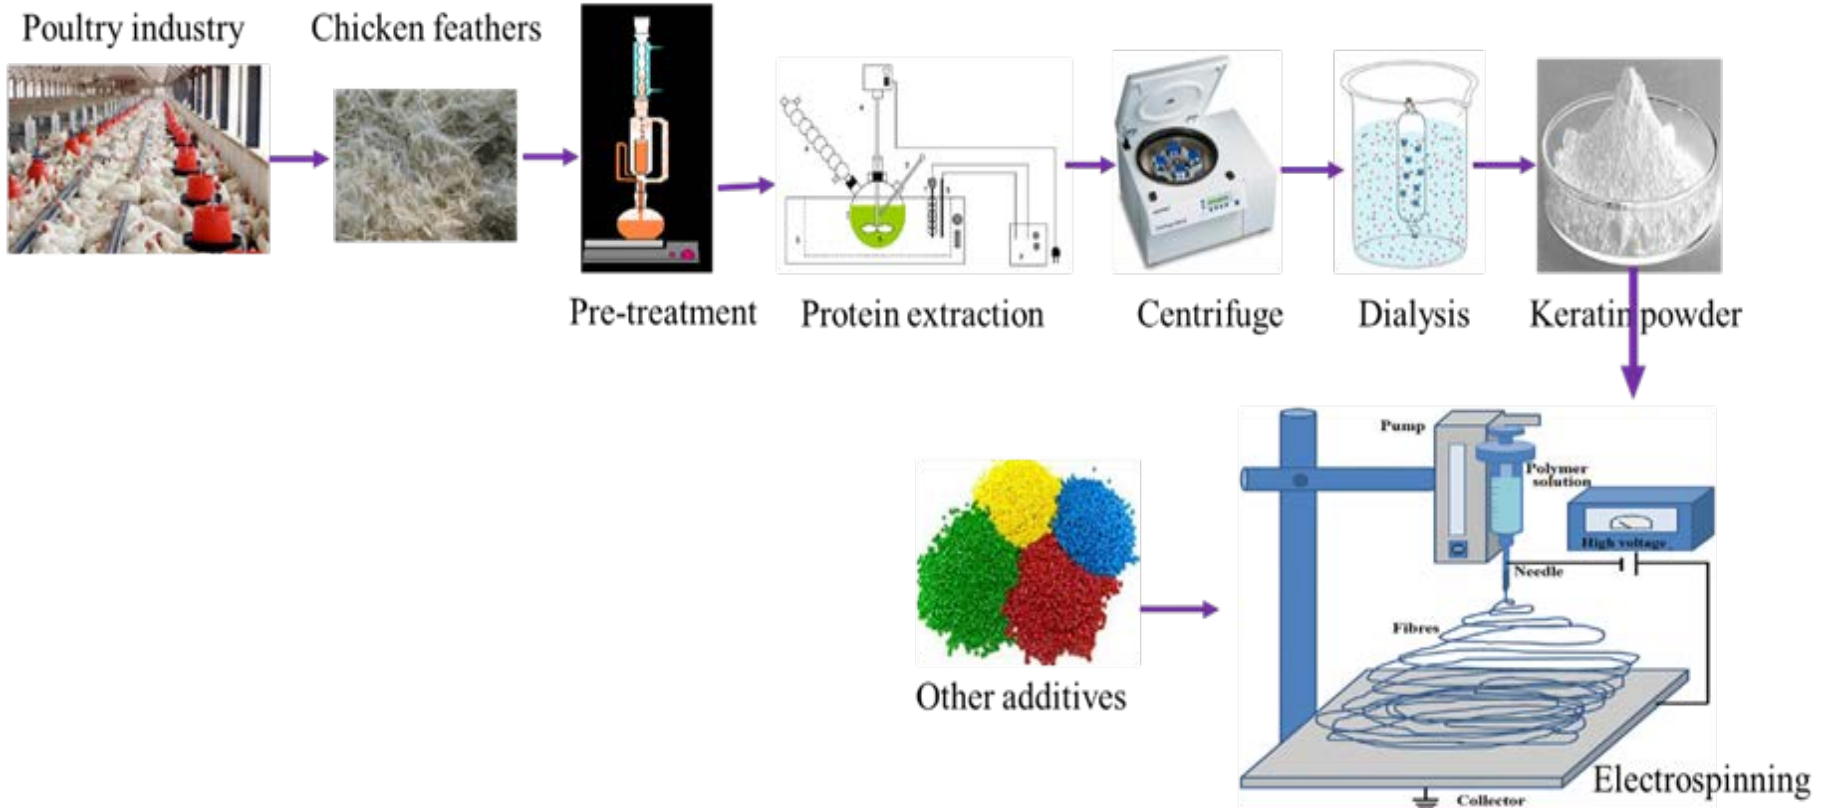 Poultry industry
Chicken feathers
Pre-treatment
Protein extraction
Centrifuge
Dialysis
Keratin powder
Pump
Polymer
solution
High voltage
Needle
Fibres
Other additives
Electrospinning
Collector